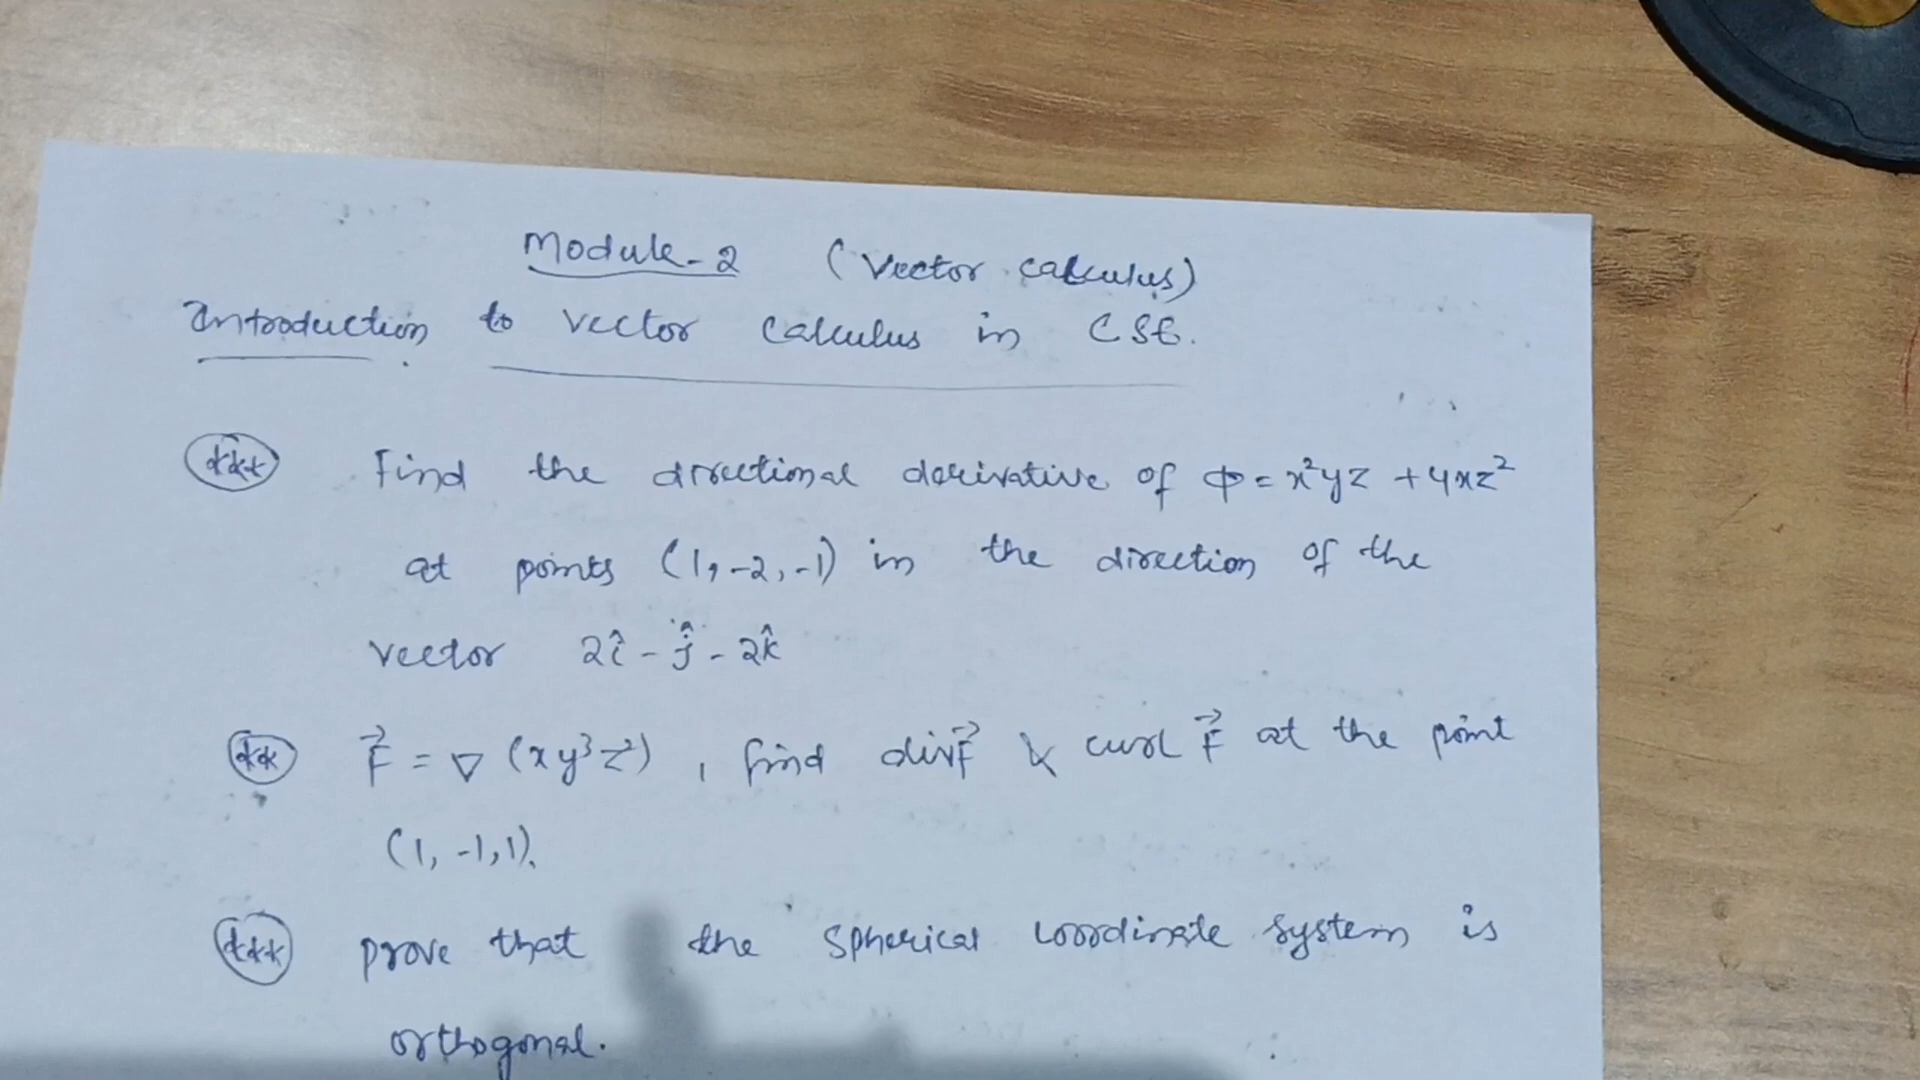 Module-2 (Vector calculus)
Introduction to vector calculus in CSE.
*** Find the directional derivative of φ = x²yz + 4xz²
at points (1, -2, -1) in the direction of the
vector 2î - ĵ - 2k̂
** F⃗ = ∇ (xy³z²), find divF⃗ & curl F⃗ at the point
(1, -1, 1).
*** prove that the spherical coordinate system is
orthogonal.